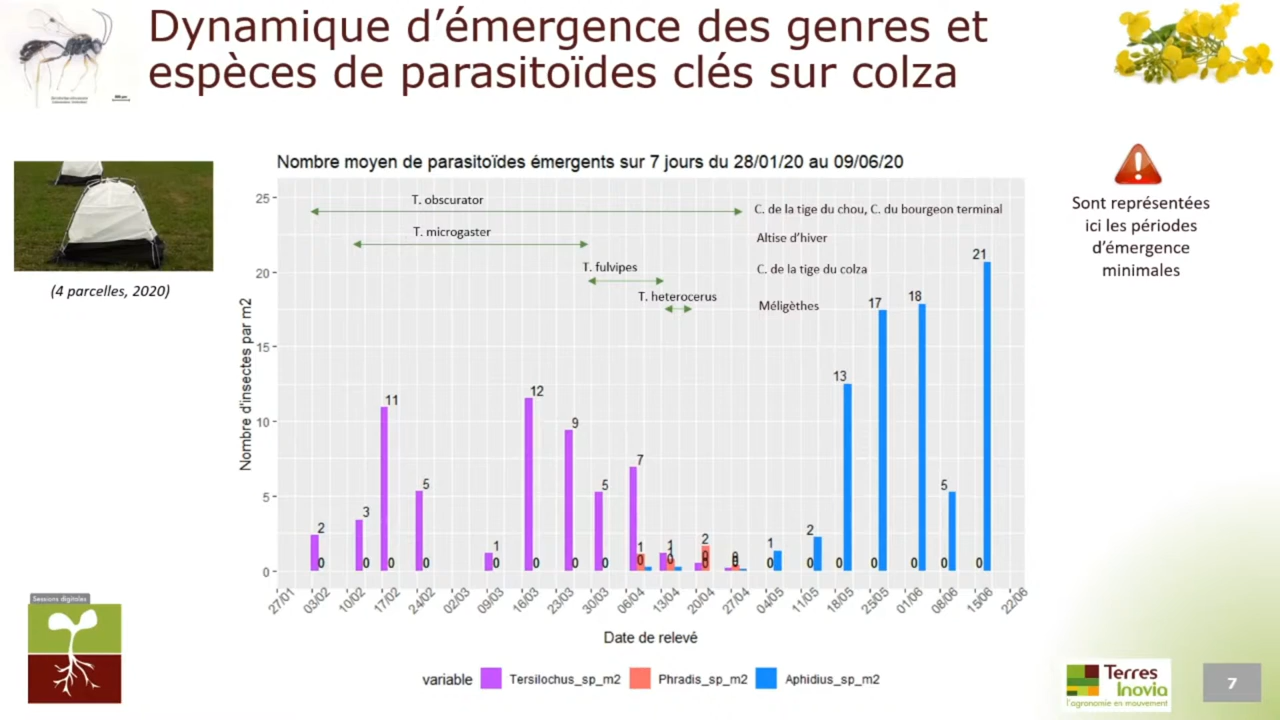 Dynamique d’émergence des genres et
espèces de parasitoïdes clés sur colza
(4 parcelles, 2020)
Nombre moyen de parasitoïdes émergents sur 7 jours du 28/01/20 au 09/06/20
Nombre d'insectes par m2
25
20
15
10
5
0
T. obscurator
C. de la tige du chou, C. du bourgeon terminal
T. microgaster
Altise d’hiver
T. fulvipes
C. de la tige du colza
T. heterocerus
Méligèthes
2 3 11 5 1 12 9 5 7 1 1 2 0 1 2 13 17 18 5 21
0 0 0 0 0 0 0 0 0 0 0 0 0 0 0 0 0 0 0
27/01 03/02 10/02 17/02 24/02 02/03 09/03 16/03 23/03 30/03 06/04 13/04 20/04 27/04 04/05 11/05 18/05 25/05 01/06 08/06 15/06 22/06
Date de relevé
variable Tersilochus_sp_m2 Phradis_sp_m2 Aphidius_sp_m2
Sont représentées
ici les périodes
d’émergence
minimales
Sessions digitales
Terres
Inovia
l'agronomie en mouvement
7